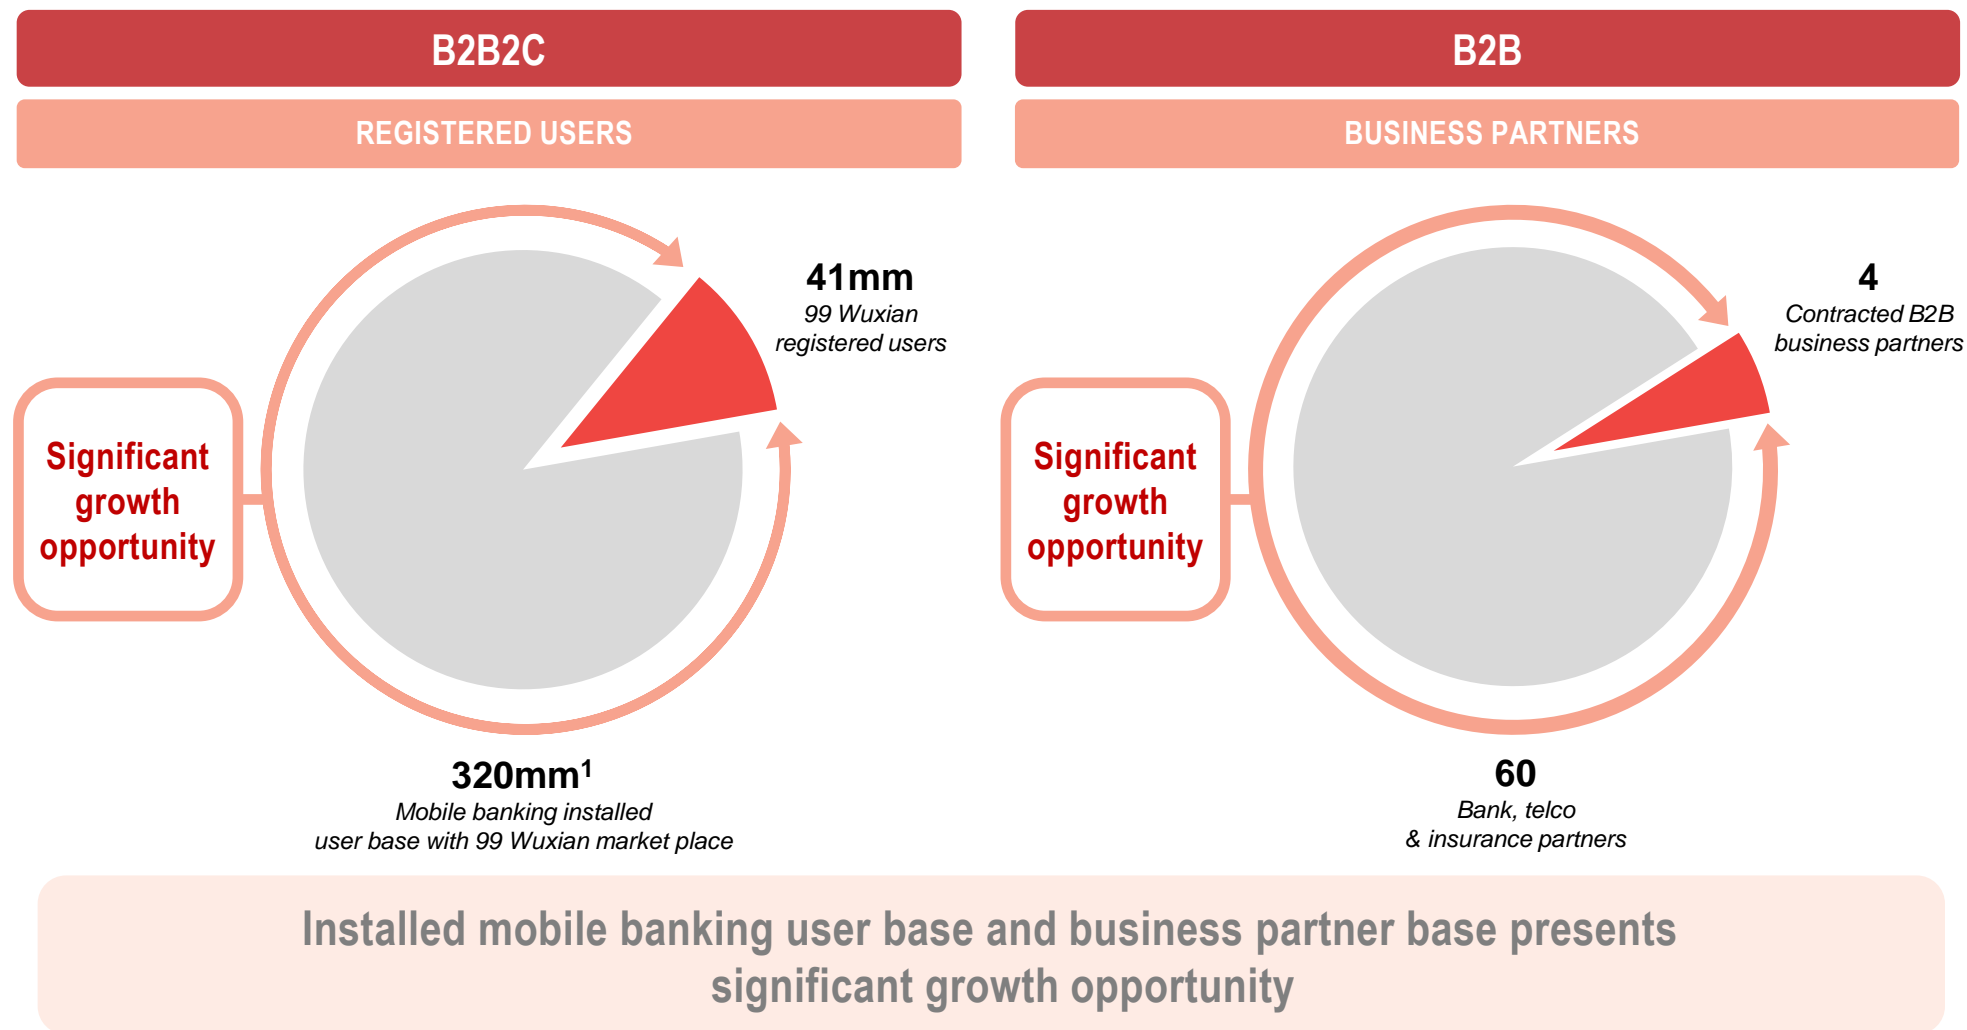 B2B2C
REGISTERED USERS
41mm
99 Wuxian
registered users
Significant
growth
opportunity
320mm¹
Mobile banking installed
user base with 99 Wuxian market place
B2B
BUSINESS PARTNERS
4
Contracted B2B
business partners
Significant
growth
opportunity
60
Bank, telco
& insurance partners
Installed mobile banking user base and business partner base presents
significant growth opportunity